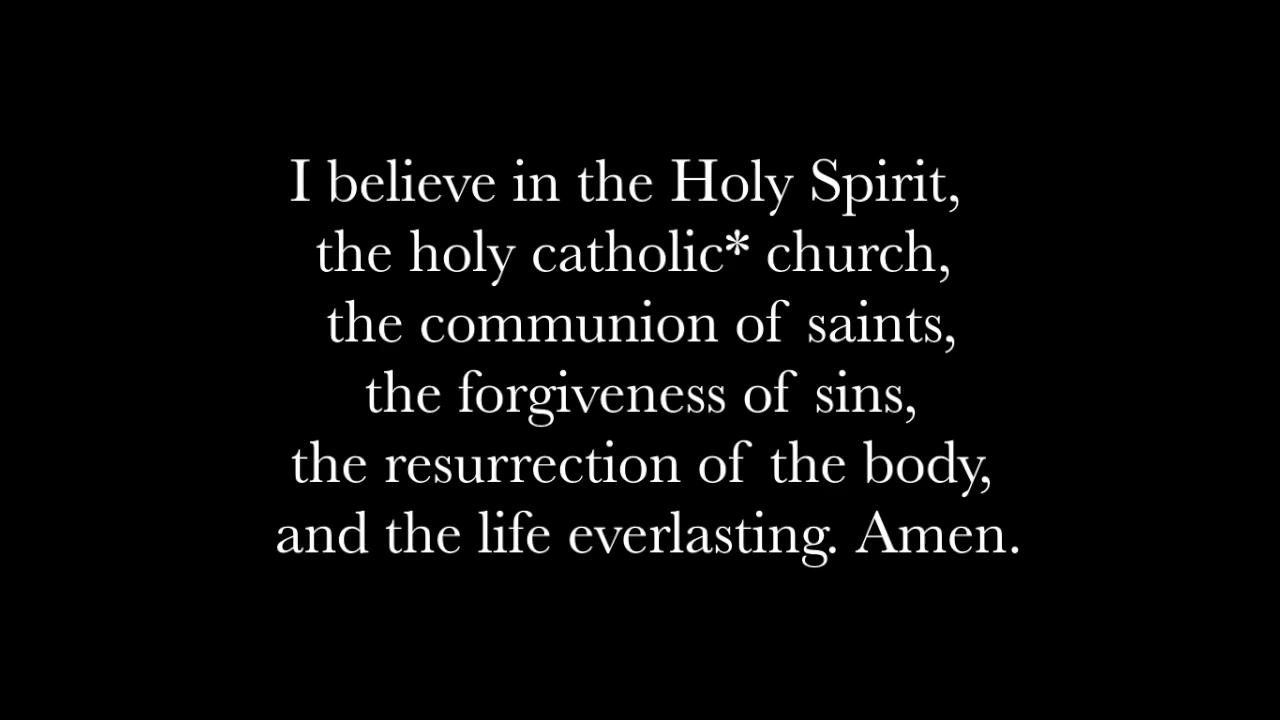 I believe in the Holy Spirit,
the holy catholic* church,
the communion of saints,
the forgiveness of sins,
the resurrection of the body,
and the life everlasting. Amen.